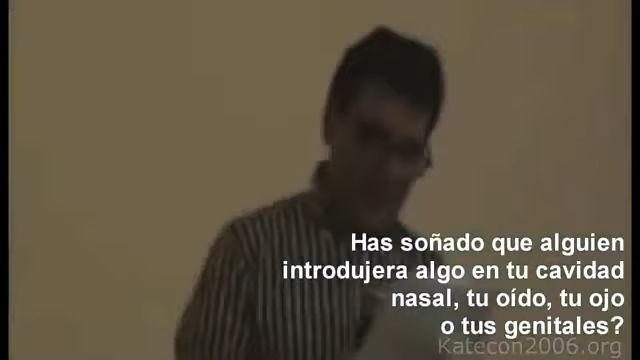 Has soñado que alguien
introdujera algo en tu cavidad
nasal, tu oído, tu ojo
o tus genitales?
Katecon2006.org